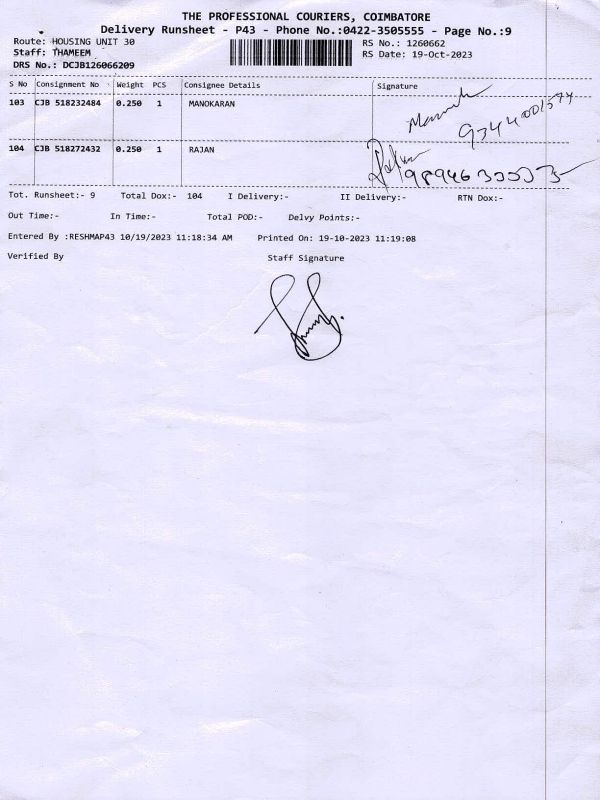 THE PROFESSIONAL COURIERS, COIMBATORE
Delivery Runsheet - P43 - Phone No.:0422-3505555 - Page No.:9
Route: HOUSING UNIT 30 RS No.: 1260662
Staff: THAMEEM RS Date: 19-Oct-2023
DRS No.: DCJB126066209
S No Consignment No Weight PCS Consignee Details Signature
103 CJB 518232484 0.250 1 MANOKARAN
9344001574
104 CJB 518272432 0.250 1 RAJAN
Tot. Runsheet:- 9 Total Dox:- 104 I Delivery:- II Delivery:- RTN Dox:-
Out Time:- In Time:- Total POD:- Delvy Points:-
Entered By :RESHMAP43 10/19/2023 11:18:34 AM Printed On: 19-10-2023 11:19:08
Verified By Staff Signature